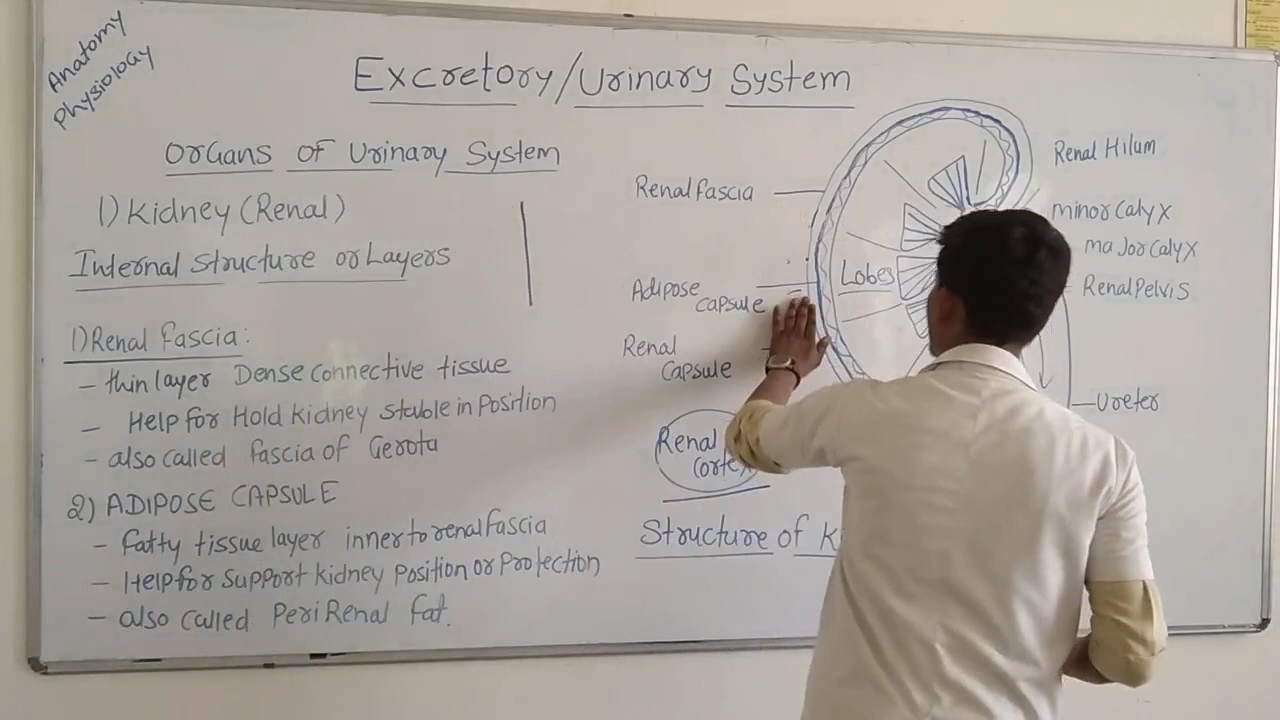 Anatomy
Physiology
Excretory/Urinary System
Organs of Urinary System
1) Kidney (Renal)
Internal Structure or Layers
1) Renal fascia:
- thin layer Dense connective tissue
- Help for Hold kidney stable in Position
- also called fascia of Gerota
2) ADIPOSE CAPSULE
- fatty tissue layer inner to renal fascia
- Help for support kidney Position or Protection
- also called PeriRenal fat.
Renal fascia
Adipose
capsule
Renal
Capsule
Renal
Cortex
Lobes
Renal Hilum
minor Calyx
major Calyx
Renal Pelvis
Ureter
Structure of K